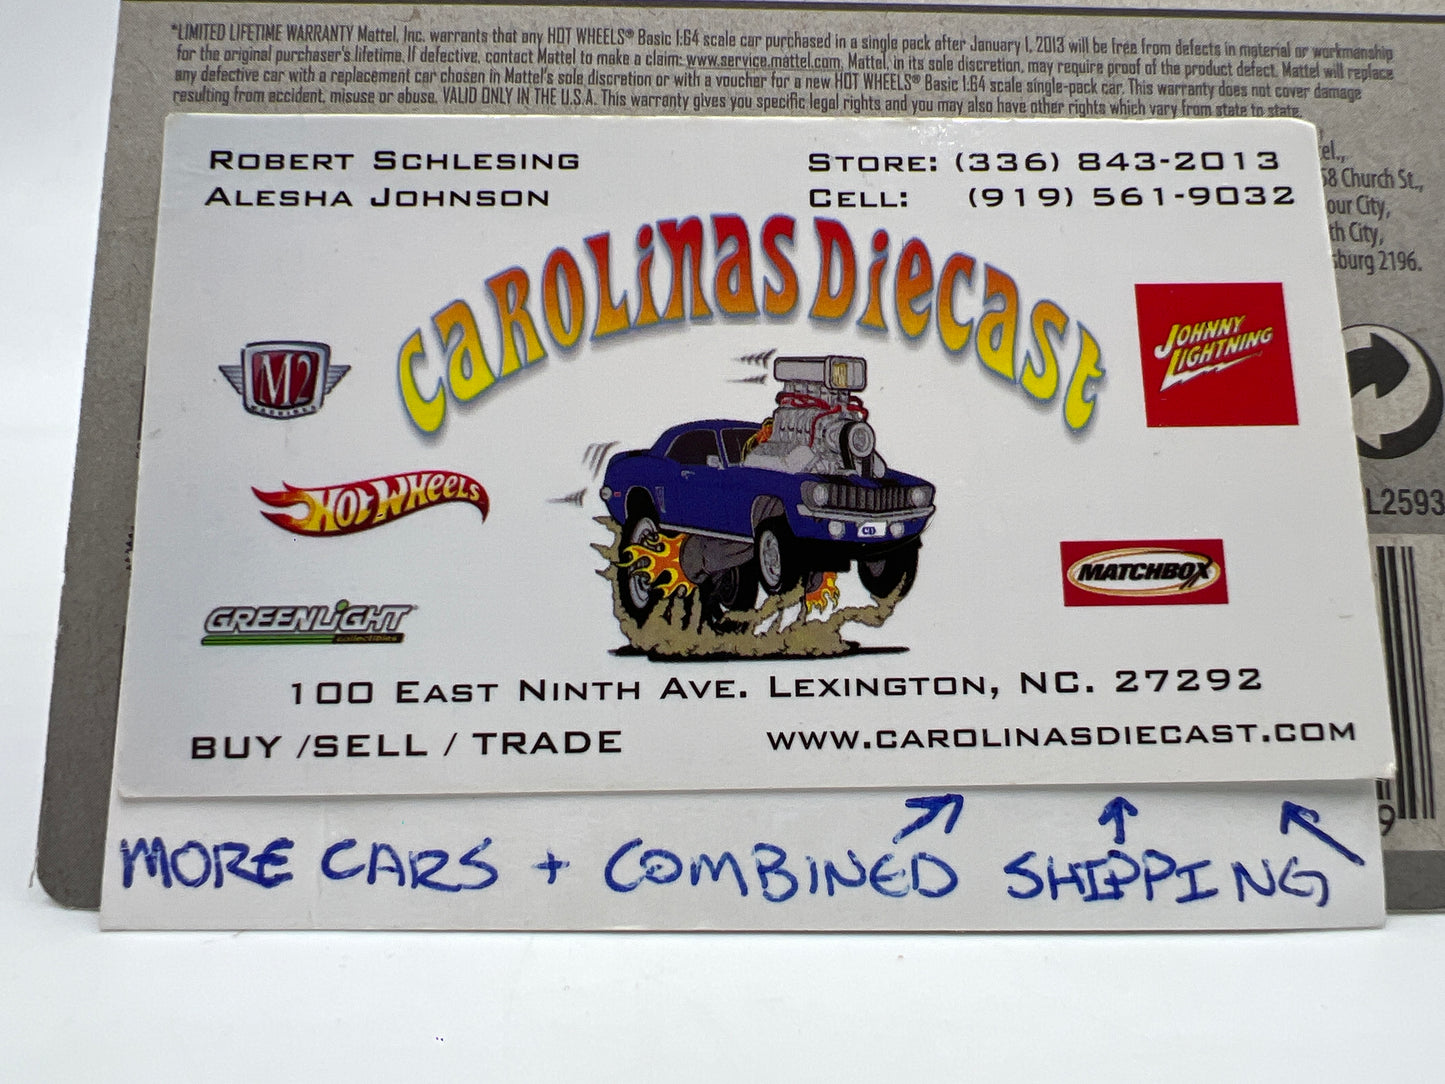 *LIMITED LIFETIME WARRANTY Mattel, Inc. warrants that any HOT WHEELS® Basic 1:64 scale car purchased in a single pack after January 1, 2013 will be free from defects in material or workmanship
for the original purchaser's lifetime. If defective, contact Mattel to make a claim: www.service.mattel.com. Mattel, in its sole discretion, may require proof of the product defect. Mattel will replace
any defective car with a replacement car chosen in Mattel's sole discretion or with a voucher for a new HOT WHEELS® Basic 1:64 scale single-pack car. This warranty does not cover damage
resulting from accident, misuse or abuse. VALID ONLY IN THE U.S.A. This warranty gives you specific legal rights and you may also have other rights which vary from state to state.
58 Church St.,
our City,
th City,
sburg 2196.
L2593
9
ROBERT SCHLESING
ALESHA JOHNSON
STORE: (336) 843-2013
CELL: (919) 561-9032
CAROLINAS DIECAST
M2
MACHINES
JOHNNY
LIGHTNING
HOT WHEELS
CD
MATCHBOX
GREENLIGHT
collectibles
100 EAST NINTH AVE. LEXINGTON, NC. 27292
BUY /SELL / TRADE
WWW.CAROLINASDIECAST.COM
MORE CARS + COMBINED SHIPPING